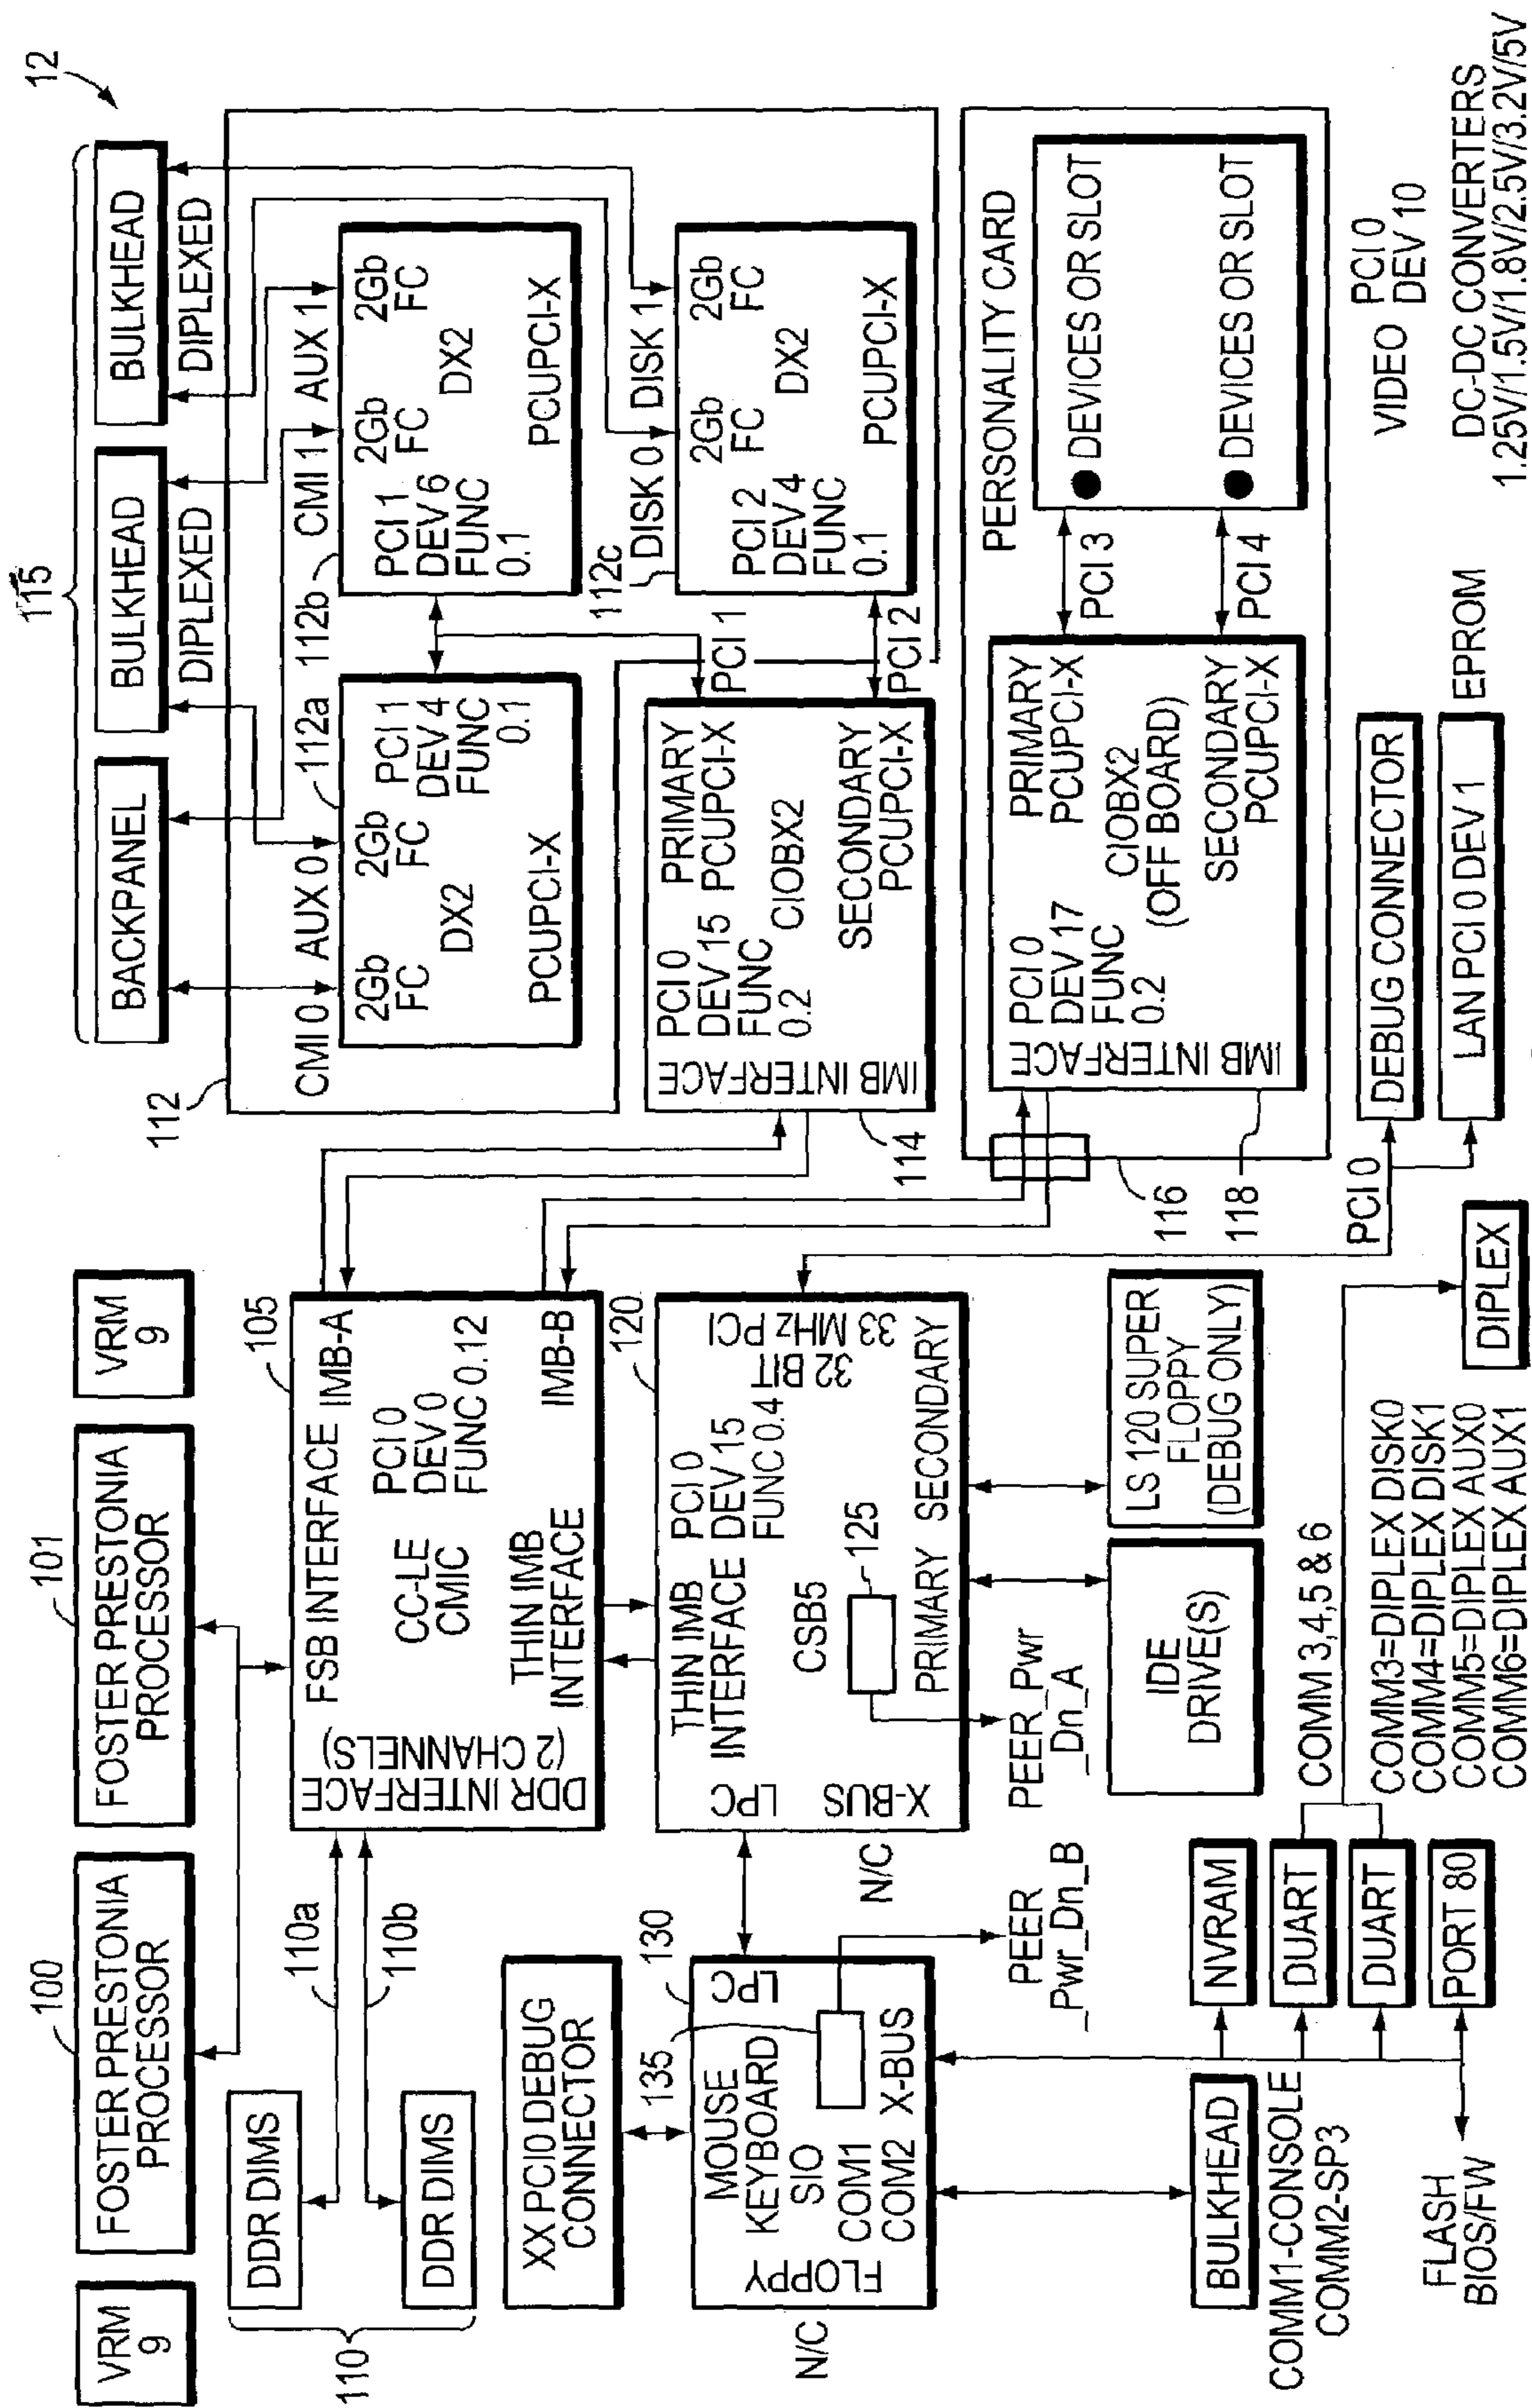 12
115
BACKPANEL
BULKHEAD
BULKHEAD
DIPLEXED
DIPLEXED
VRM
9
100
FOSTER PRESTONIA
PROCESSOR
101
FOSTER PRESTONIA
PROCESSOR
VRM
9
110
DDR DIMS
DDR DIMS
110a
110b
105
FSB INTERFACE
IMB-A
PCI 0
DEV 0
FUNC 0.12
CC-LE
CMIC
IMB-B
THIN IMB
INTERFACE
DDR INTERFACE
(2 CHANNELS)
112
CMI 0
AUX 0
2Gb
FC
2Gb
FC
112a
PCI 1
DEV 4
FUNC
0.1
DX2
PCUPCI-X
112b
CMI 1
AUX 1
PCI 1
DEV 6
FUNC
0.1
2Gb
FC
2Gb
FC
DX2
PCUPCI-X
112c
DISK 0
DISK 1
PCI 2
DEV 4
FUNC
0.1
2Gb
FC
2Gb
FC
DX2
PCUPCI-X
PCI 1
PCI 2
PCI 0
DEV 15
FUNC
0.2
PRIMARY
PCUPCI-X
CIOBX2
SECONDARY
PCUPCI-X
IMB INTERFACE
114
PERSONALITY CARD
PCI 0
DEV 17
FUNC
0.2
PRIMARY
PCUPCI-X
CIOBX2
(OFF BOARD)
SECONDARY
PCUPCI-X
IMB INTERFACE
PCI 3
PCI 4
DEVICES OR SLOT
DEVICES OR SLOT
116
118
120
THIN IMB
INTERFACE
PCI 0
DEV 15
FUNC 0.4
32 BIT
33 MHz PCI
CSB5
125
LPC
X-BUS
PRIMARY
SECONDARY
N/C
PEER_Pwr
_Dn_A
IDE
DRIVE(S)
LS 120 SUPER
FLOPPY
(DEBUG ONLY)
XX PCI0 DEBUG
CONNECTOR
135
130
MOUSE
KEYBOARD
SIO
COM1
COM2
LPC
X-BUS
FLOPPY
N/C
PEER
_Pwr_Dn_B
BULKHEAD
COMM1-CONSOLE
COMM2-SP3
NVRAM
DUART
DUART
PORT 80
FLASH
BIOS/FW
COMM 3,4,5 & 6
COMM3=DIPLEX DISK0
COMM4=DIPLEX DISK1
COMM5=DIPLEX AUX0
COMM6=DIPLEX AUX1
DIPLEX
PCI 0
DEBUG CONNECTOR
LAN PCI 0 DEV 1
EPROM
VIDEO
PCI 0
DEV 10
DC-DC CONVERTERS
1.25V/1.5V/1.8V/2.5V/3.2V/5V